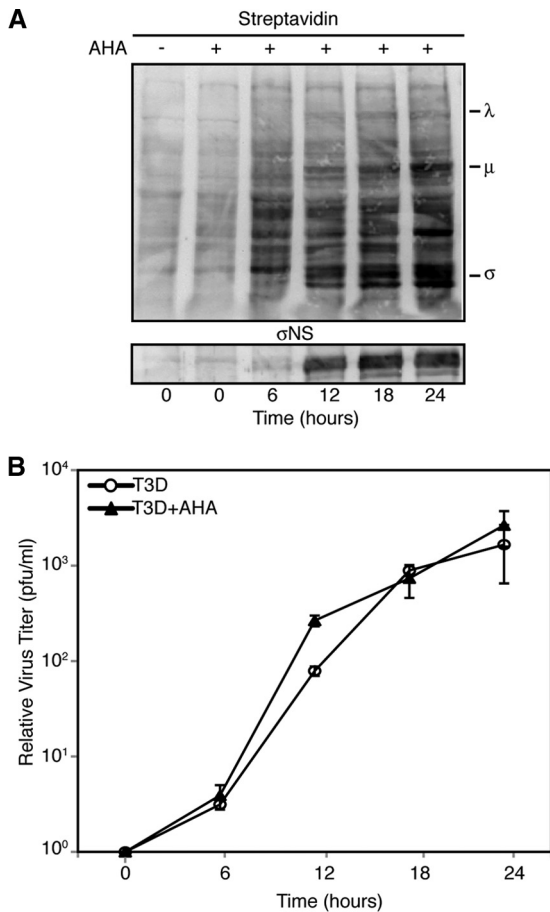 A
Streptavidin
AHA - + + + + +
λ
μ
σ
σNS
0 0 6 12 18 24
Time (hours)
B
10⁴
T3D
T3D+AHA
10³
10²
10¹
10⁰
Relative Virus Titer (pfu/ml)
0 6 12 18 24
Time (hours)